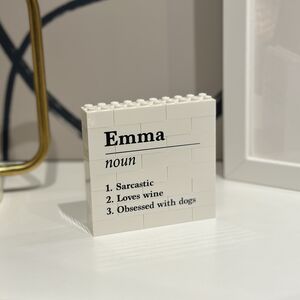 Emma
noun
1. Sarcastic
2. Loves wine
3. Obsessed with dogs